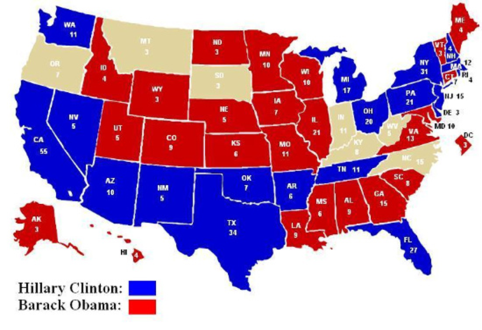 WA
11
MT
3
ND
3
MN
10
ME
4
OR
7
ID
4
WY
3
SD
3
WI
10
MI
17
VT
3
4
NH
NY
31
MA
12
RI
4
CT
7
NV
5
UT
5
CO
9
NE
5
IA
7
IL
21
IN
11
OH
20
PA
21
NJ 15
DE 3
MD 10
DC
3
CA
55
KS
6
MO
11
KY
8
WV
5
VA
13
AZ
10
NM
5
OK
7
AR
6
TN 11
NC 15
SC
8
TX
34
LA
9
MS
6
AL
9
GA
15
FL
27
AK
3
HI
4
Hillary Clinton:
Barack Obama: